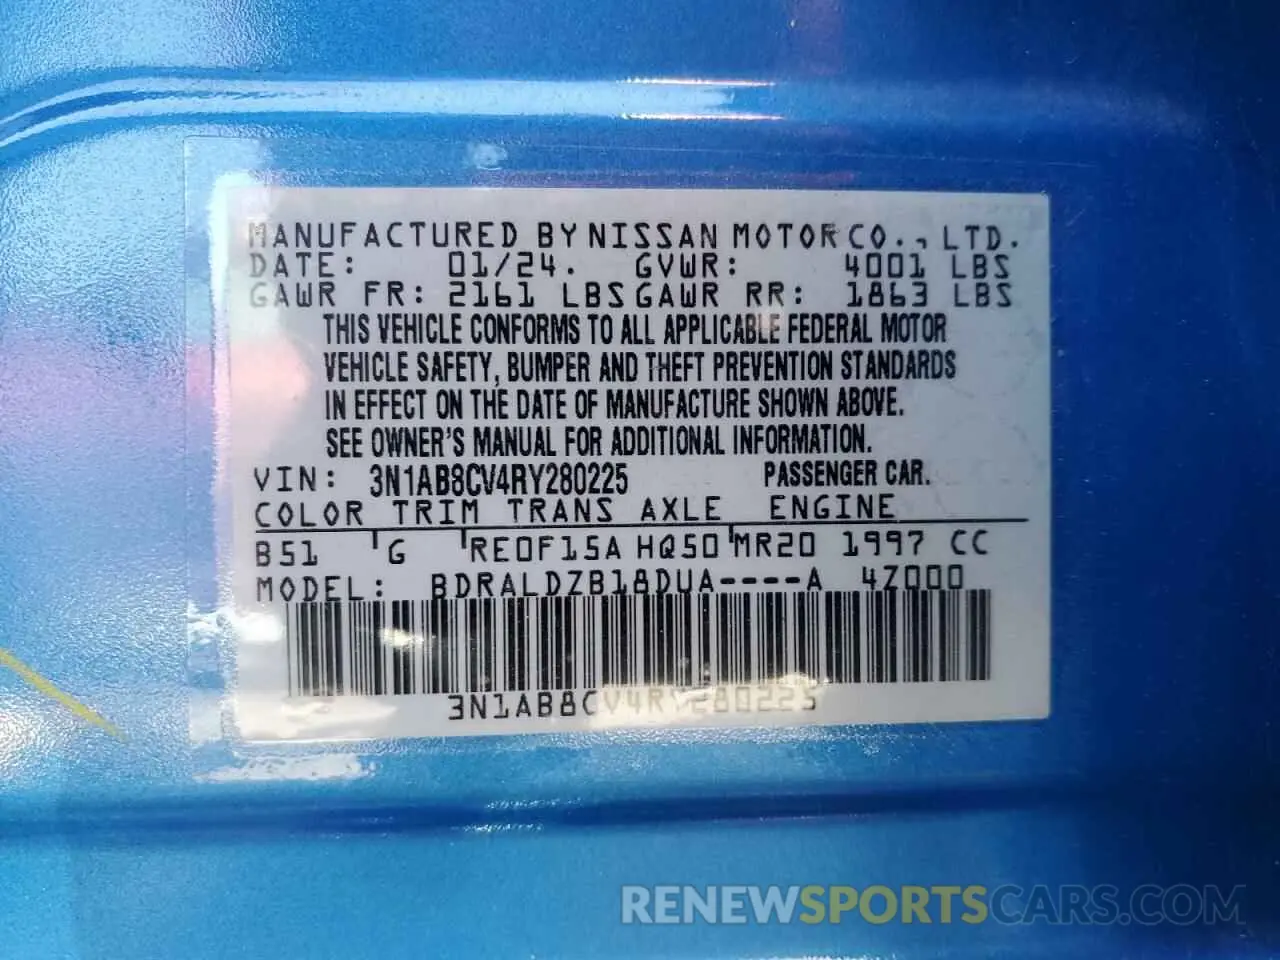 MANUFACTURED BY NISSAN MOTOR CO., LTD.
DATE: 01/24. GVWR: 4001 LBS
GAWR FR: 2161 LBS GAWR RR: 1863 LBS
THIS VEHICLE CONFORMS TO ALL APPLICABLE FEDERAL MOTOR
VEHICLE SAFETY, BUMPER AND THEFT PREVENTION STANDARDS
IN EFFECT ON THE DATE OF MANUFACTURE SHOWN ABOVE.
SEE OWNER'S MANUAL FOR ADDITIONAL INFORMATION.
VIN: 3N1AB8CV4RY280225 PASSENGER CAR.
COLOR TRIM TRANS AXLE ENGINE
B51 G RE0F15A HQ50 MR20 1997 CC
MODEL: BDRALDZB18DUA----A 4Z000
3N1AB8CV4RY280225
RENEWSPORTSCARS.COM